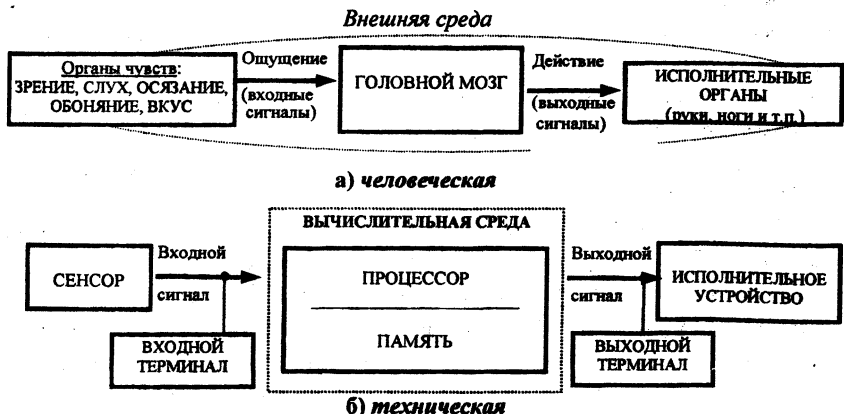 Внешняя среда
Органы чувств:
ЗРЕНИЕ, СЛУХ, ОСЯЗАНИЕ,
ОБОНЯНИЕ, ВКУС
Ощущение
(входные
сигналы)
ГОЛОВНОЙ МОЗГ
Действие
(выходные
сигналы)
ИСПОЛНИТЕЛЬНЫЕ
ОРГАНЫ
(руки, ноги и т.п.)
а) человеческая
СЕНСОР
Входной
сигнал
ВХОДНОЙ
ТЕРМИНАЛ
ВЫЧИСЛИТЕЛЬНАЯ СРЕДА
ПРОЦЕССОР
ПАМЯТЬ
Выходной
сигнал
ВЫХОДНОЙ
ТЕРМИНАЛ
ИСПОЛНИТЕЛЬНОЕ
УСТРОЙСТВО
б) техническая